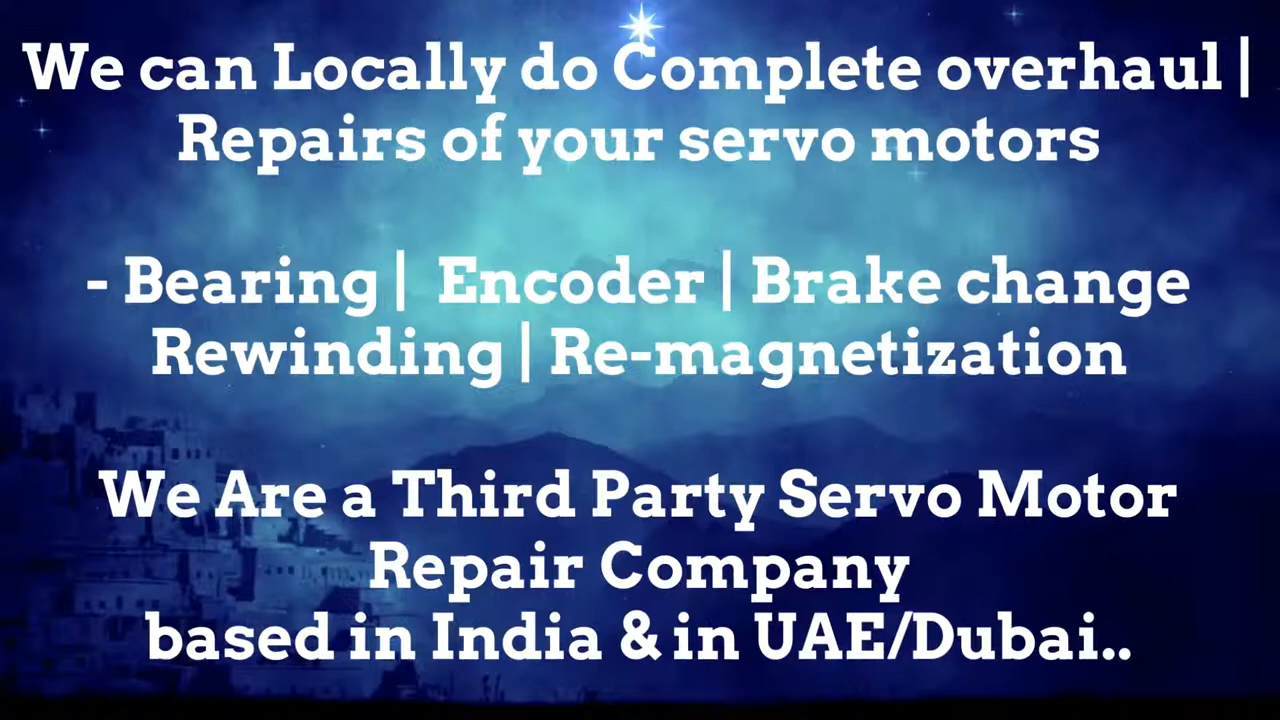 We can Locally do Complete overhaul |
Repairs of your servo motors
- Bearing | Encoder | Brake change
Rewinding | Re-magnetization
We Are a Third Party Servo Motor
Repair Company
based in India & in UAE/Dubai..